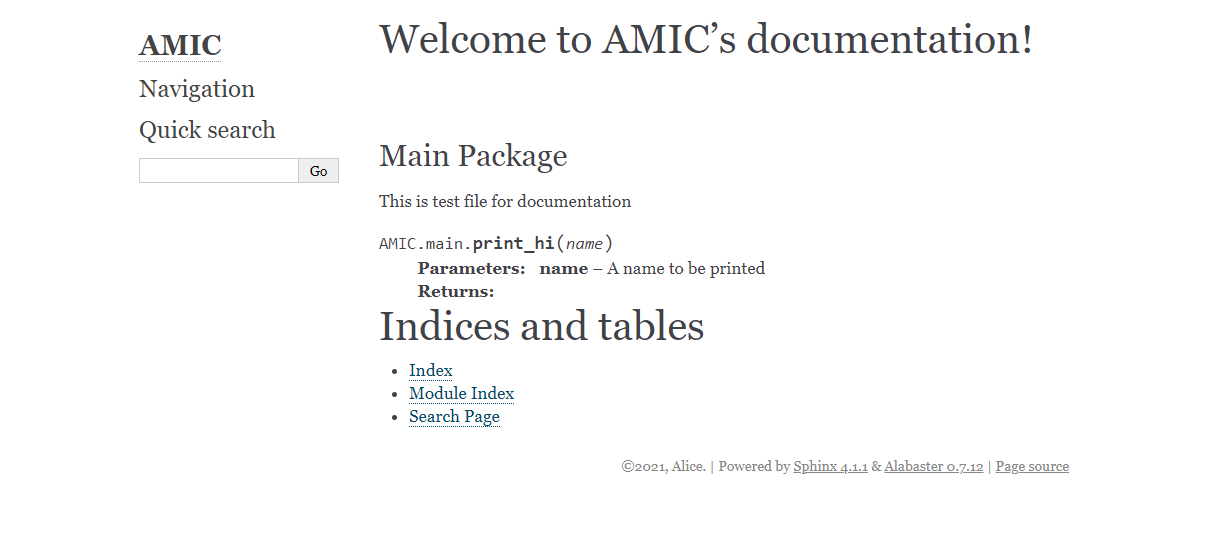 AMIC
Navigation
Quick search
Go
Welcome to AMIC’s documentation!
Main Package
This is test file for documentation
AMIC.main.print_hi(name)
Parameters: name – A name to be printed
Returns:
Indices and tables
Index
Module Index
Search Page
©2021, Alice. | Powered by Sphinx 4.1.1 & Alabaster 0.7.12 | Page source